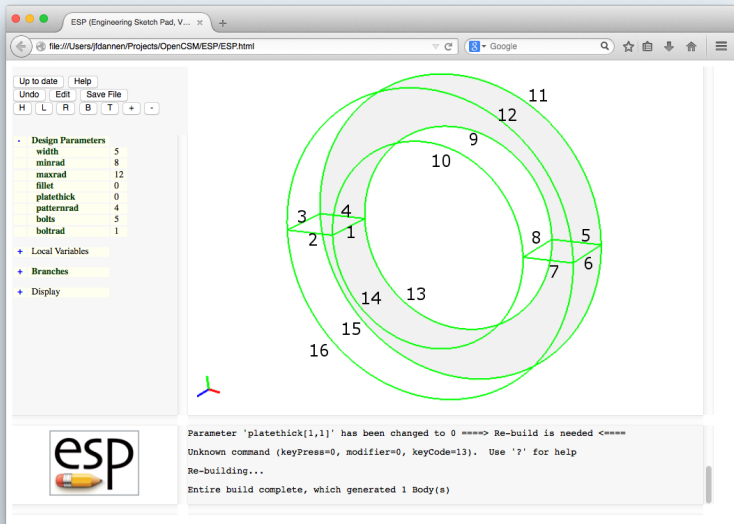 ESP (Engineering Sketch Pad, V...
file:///Users/jfdannen/Projects/OpenCSM/ESP/ESP.html
Google
Up to date Help
Undo Edit Save File
H L R B T + -
- Design Parameters
width 5
minrad 8
maxrad 12
fillet 0
platethick 0
patternrad 4
bolts 5
boltrad 1
+ Local Variables
+ Branches
+ Display
11
12
9
10
3
4
2
1
8
5
7
6
14
13
15
16
esp
Parameter 'platethick[1,1]' has been changed to 0 ====> Re-build is needed <====
Unknown command (keyPress=0, modifier=0, keyCode=13). Use '?' for help
Re-building...
Entire build complete, which generated 1 Body(s)